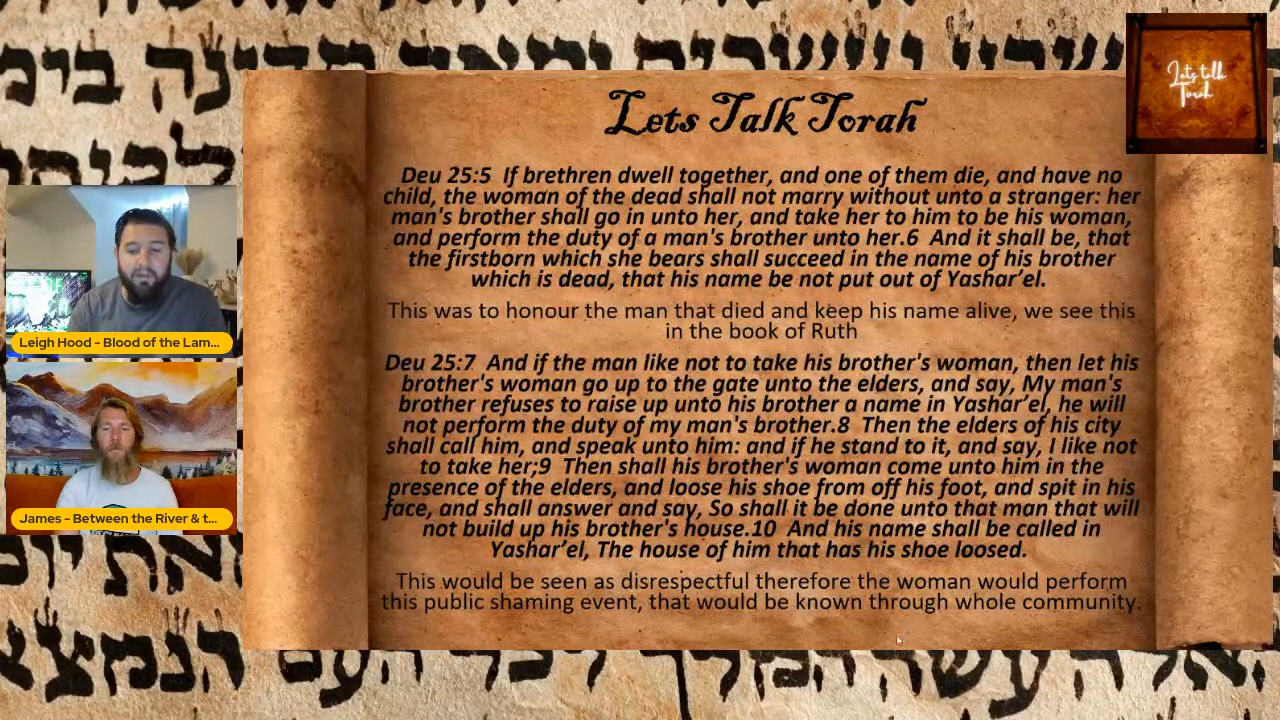 Lets talk
Torah
Lets Talk Torah
Deu 25:5 If brethren dwell together, and one of them die, and have no
child, the woman of the dead shall not marry without unto a stranger: her
man's brother shall go in unto her, and take her to him to be his woman,
and perform the duty of a man's brother unto her.6 And it shall be, that
the firstborn which she bears shall succeed in the name of his brother
which is dead, that his name be not put out of Yashar’el.
This was to honour the man that died and keep his name alive, we see this
in the book of Ruth
Deu 25:7 And if the man like not to take his brother's woman, then let his
brother's woman go up to the gate unto the elders, and say, My man's
brother refuses to raise up unto his brother a name in Yashar’el, he will
not perform the duty of my man's brother.8 Then the elders of his city
shall call him, and speak unto him: and if he stand to it, and say, I like not
to take her;9 Then shall his brother's woman come unto him in the
presence of the elders, and loose his shoe from off his foot, and spit in his
face, and shall answer and say, So shall it be done unto that man that will
not build up his brother's house.10 And his name shall be called in
Yashar’el, The house of him that has his shoe loosed.
This would be seen as disrespectful therefore the woman would perform
this public shaming event, that would be known through whole community.
Leigh Hood - Blood of the Lam...
James - Between the River & t...